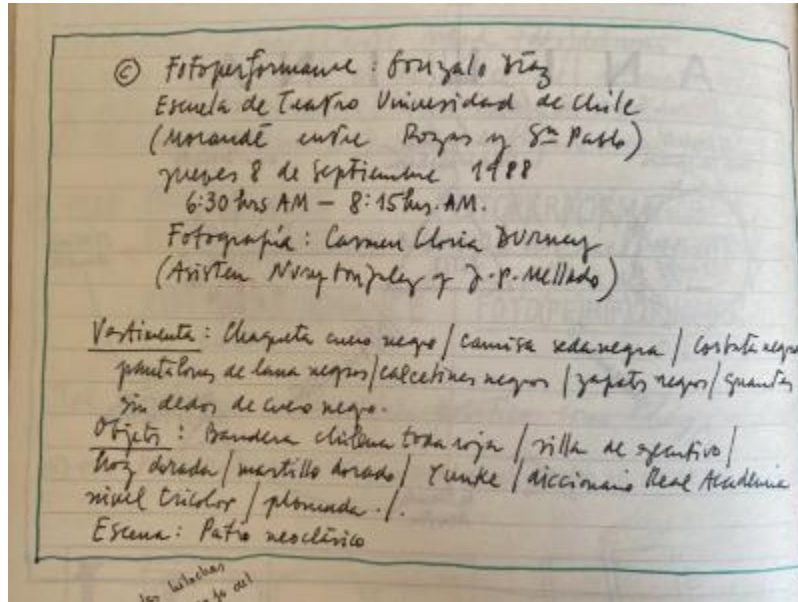 © Fotoperformance: Gonzalo Díaz
Escuela de Teatro Universidad de Chile
(Morandé entre Rozas y Sn Pablo)
jueves 8 de Septiembre 1988
6:30 hrs AM – 8:15 hrs. AM.
Fotografía: Carmen Gloria
(Asisten Nury González y J.P. Mellado)
Vestimenta: Chaqueta cuero negro / camisa seda negra / corbata negra
pantalones de lana negros / calcetines negros / zapatos negros / guantes
sin dedos de cuero negro.
Objetos: Bandera chilena toda roja / silla de ejecutivo /
hoz dorada / martillo dorado / Yunke / diccionario Real Academia
nivel tricolor / plomada ./.
Escena: Patio neoclásico
hilachas
del